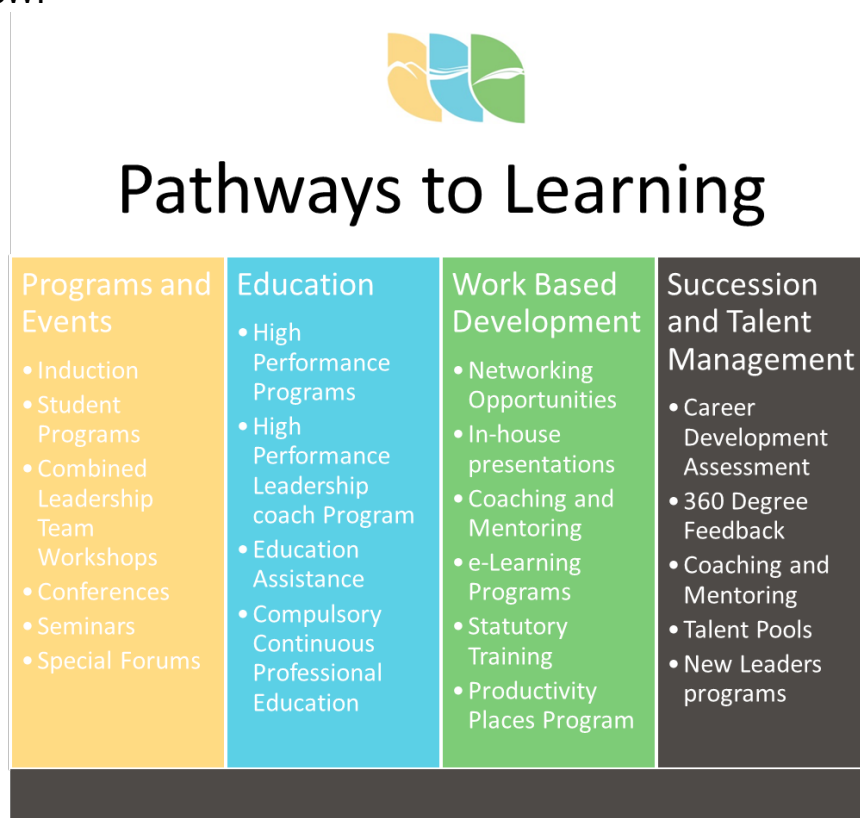 Pathways to Learning
Programs and
Events
• Induction
• Student
Programs
• Combined
Leadership
Team
Workshops
• Conferences
• Seminars
• Special Forums
Education
• High
Performance
Programs
• High
Performance
Leadership
coach Program
• Education
Assistance
• Compulsory
Continuous
Professional
Education
Work Based
Development
• Networking
Opportunities
• In-house
presentations
• Coaching and
Mentoring
• e-Learning
Programs
• Statutory
Training
• Productivity
Places Program
Succession
and Talent
Management
• Career
Development
Assessment
• 360 Degree
Feedback
• Coaching and
Mentoring
• Talent Pools
• New Leaders
programs